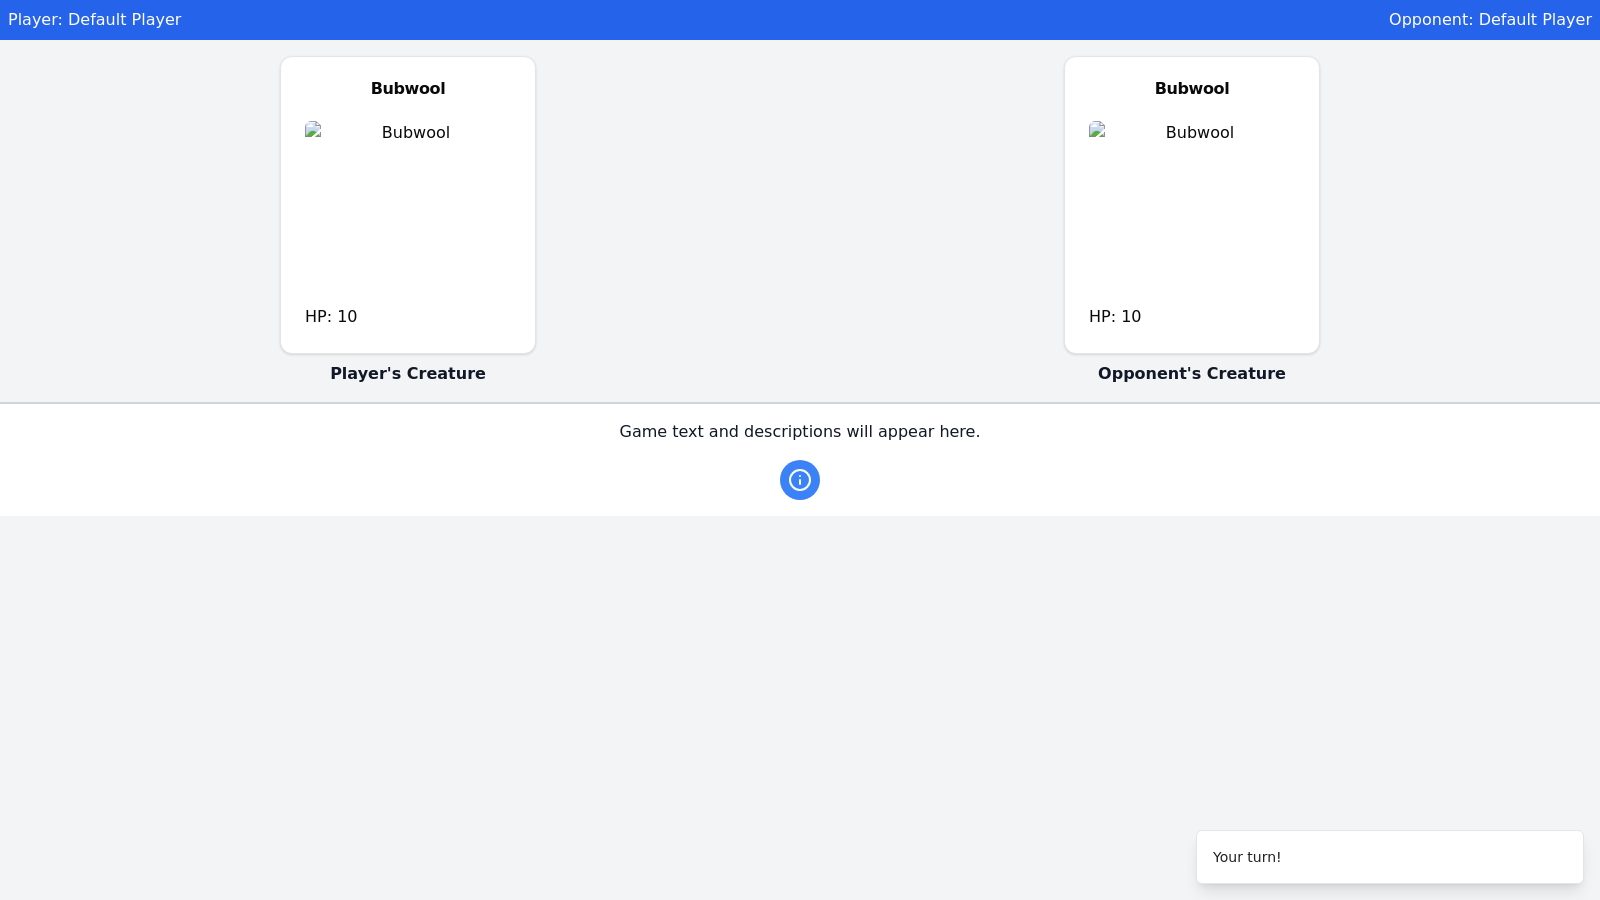 Player: Default Player
Opponent: Default Player
Bubwool
Bubwool
HP: 10
Player's Creature
Bubwool
Bubwool
HP: 10
Opponent's Creature
Game text and descriptions will appear here.
Your turn!